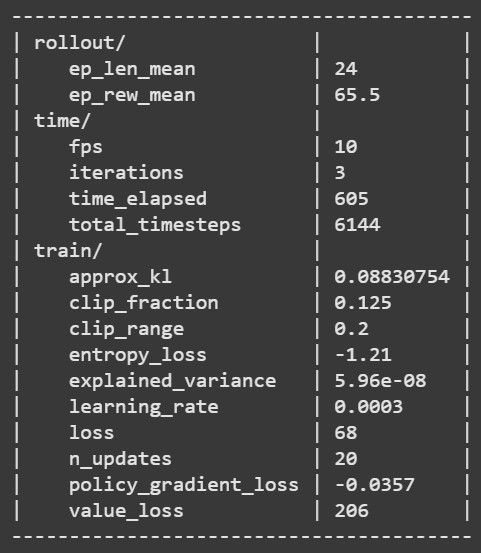 ------------------------------------------
| rollout/                |            |
|    ep_len_mean          | 24         |
|    ep_rew_mean          | 65.5       |
| time/                   |            |
|    fps                  | 10         |
|    iterations           | 3          |
|    time_elapsed         | 605        |
|    total_timesteps      | 6144       |
| train/                  |            |
|    approx_kl            | 0.08830754 |
|    clip_fraction        | 0.125      |
|    clip_range           | 0.2        |
|    entropy_loss         | -1.21      |
|    explained_variance   | 5.96e-08   |
|    learning_rate        | 0.0003     |
|    loss                 | 68         |
|    n_updates            | 20         |
|    policy_gradient_loss | -0.0357    |
|    value_loss           | 206        |
------------------------------------------